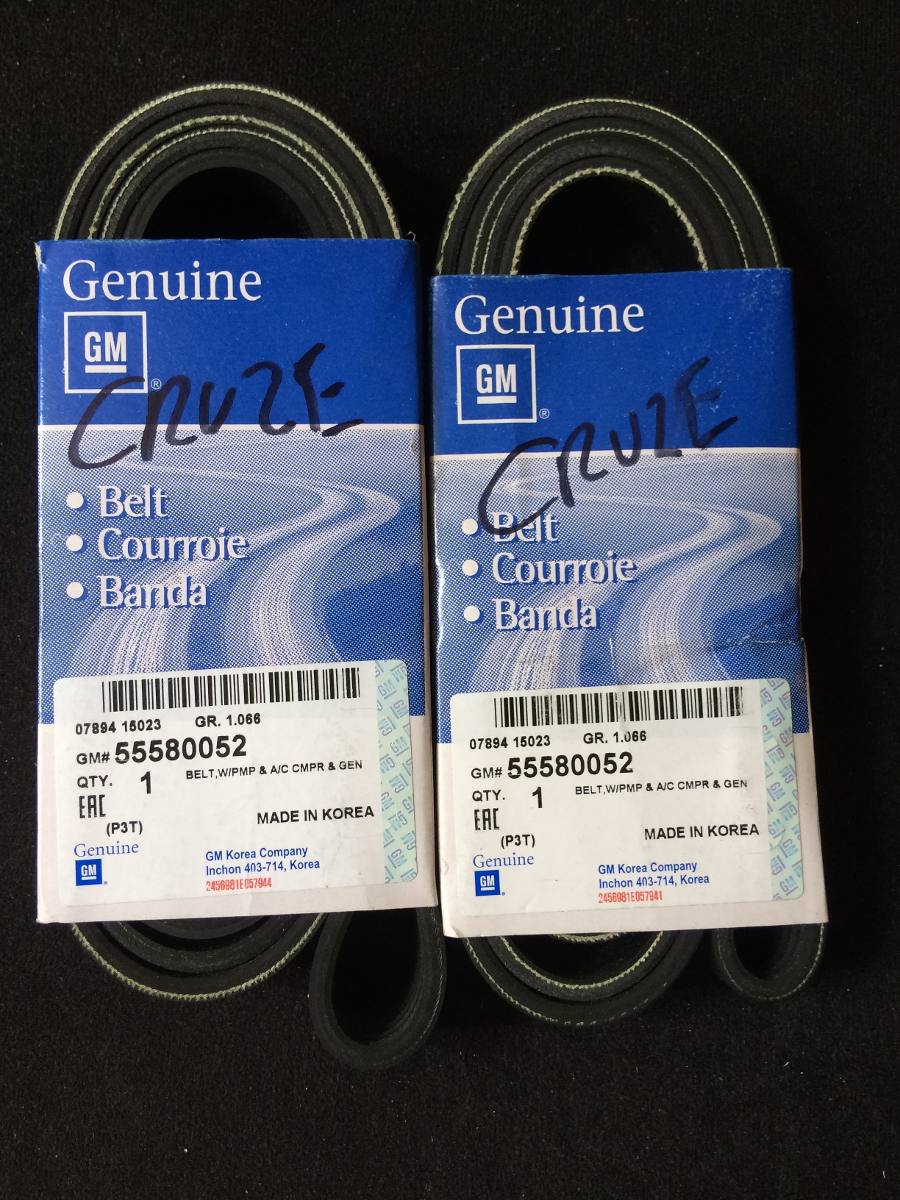 Genuine
GM
®
CRUZE
• Belt
• Courroie
• Banda
07894 15023 GR. 1.066
GM# 55580052
QTY. 1 BELT,W/PMP & A/C CMPR & GEN
EAC
(P3T)
MADE IN KOREA
Genuine
GM
GM Korea Company
Inchon 403-714, Korea
2456981E057944
Genuine
GM
®
CRUZE
• Belt
• Courroie
• Banda
07894 15023 GR. 1.066
GM# 55580052
QTY. 1 BELT,W/PMP & A/C CMPR & GEN
EAC
(P3T)
MADE IN KOREA
Genuine
GM
GM Korea Company
Inchon 403-714, Korea
2456981E057941